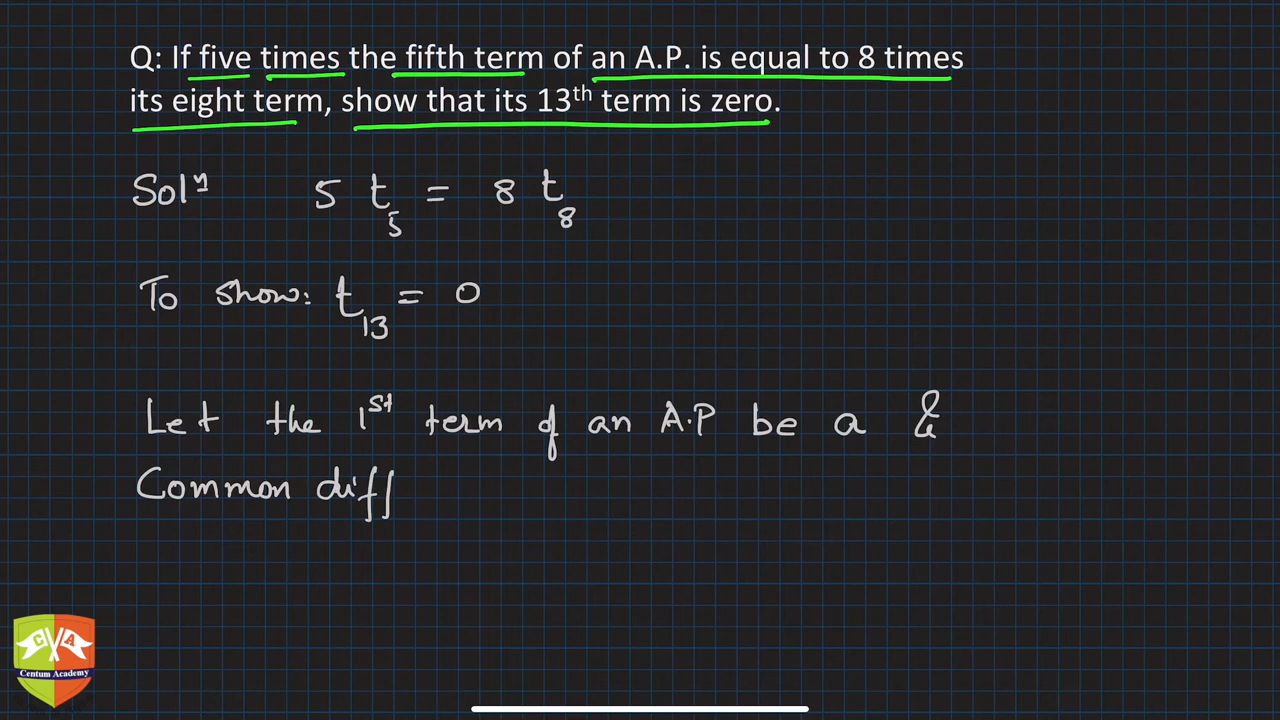 Q: If five times the fifth term of an A.P. is equal to 8 times
its eight term, show that its 13th term is zero.
Solⁿ 5 t₅ = 8 t₈
To show: t₁₃ = 0
Let the 1st term of an A.P be a &
Common diff
C A
Centum Academy